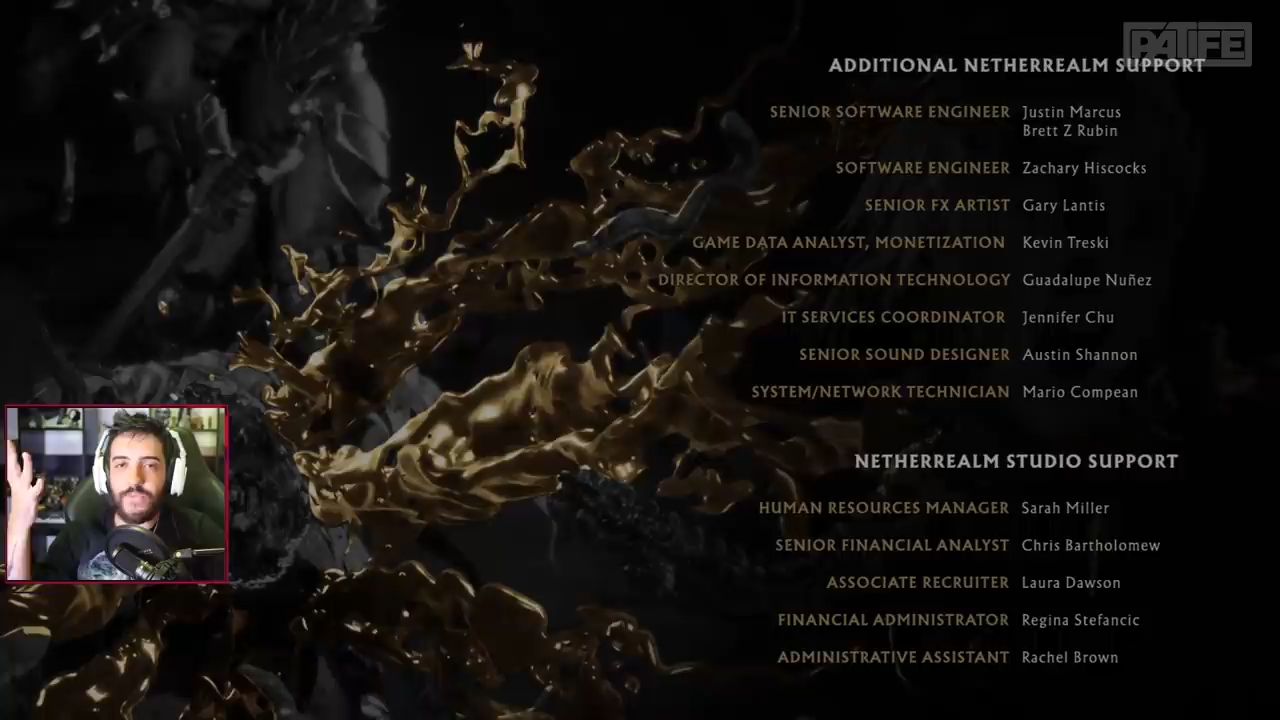 PATIFE
ADDITIONAL NETHERREALM SUPPORT
SENIOR SOFTWARE ENGINEER Justin Marcus
Brett Z Rubin
SOFTWARE ENGINEER Zachary Hiscocks
SENIOR FX ARTIST Gary Lantis
GAME DATA ANALYST, MONETIZATION Kevin Treski
DIRECTOR OF INFORMATION TECHNOLOGY Guadalupe Nuñez
IT SERVICES COORDINATOR Jennifer Chu
SENIOR SOUND DESIGNER Austin Shannon
SYSTEM/NETWORK TECHNICIAN Mario Compean
NETHERREALM STUDIO SUPPORT
HUMAN RESOURCES MANAGER Sarah Miller
SENIOR FINANCIAL ANALYST Chris Bartholomew
ASSOCIATE RECRUITER Laura Dawson
FINANCIAL ADMINISTRATOR Regina Stefancic
ADMINISTRATIVE ASSISTANT Rachel Brown